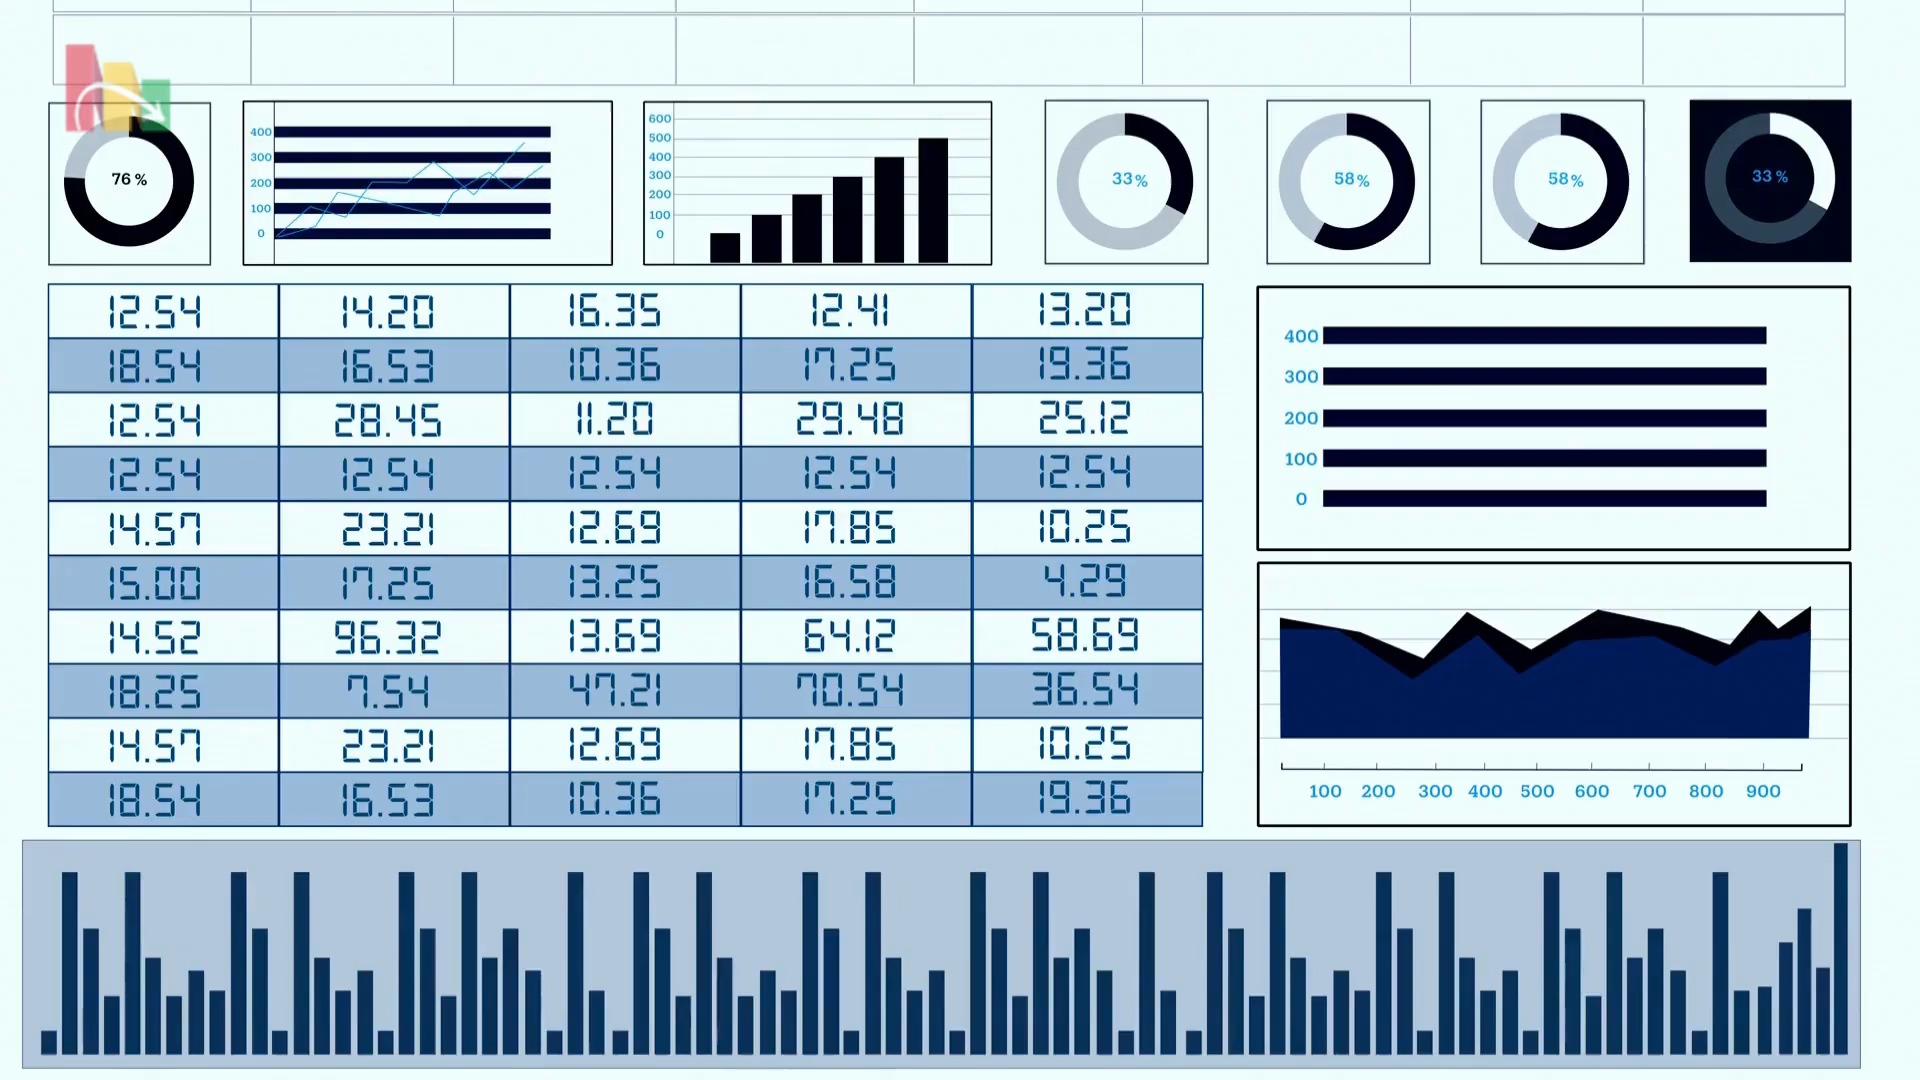 76 %
400
300
200
100
0
600
500
400
300
200
100
0
33 %
58 %
58 %
33 %
12.54 14.20 16.35 12.41 13.20
18.54 16.53 10.36 17.25 19.36
12.54 28.45 11.20 29.48 25.12
12.54 12.54 12.54 12.54 12.54
14.57 23.21 12.69 17.85 10.25
15.00 17.25 13.25 16.58 4.29
14.52 96.32 13.69 64.12 58.69
18.25 7.54 47.21 70.54 36.54
14.57 23.21 12.69 17.85 10.25
18.54 16.53 10.36 17.25 19.36
400
300
200
100
0
100 200 300 400 500 600 700 800 900